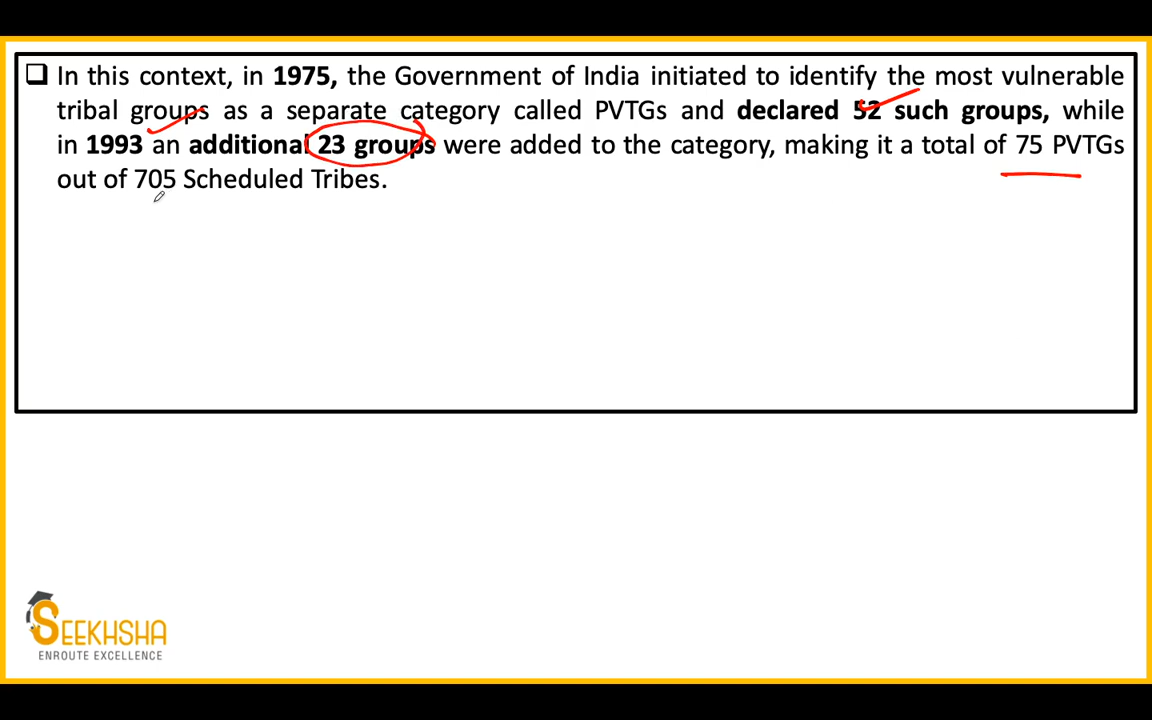 In this context, in 1975, the Government of India initiated to identify the most vulnerable
tribal groups as a separate category called PVTGs and declared 52 such groups, while
in 1993 an additional 23 groups were added to the category, making it a total of 75 PVTGs
out of 705 Scheduled Tribes.
SEEKHSHA
ENROUTE EXCELLENCE